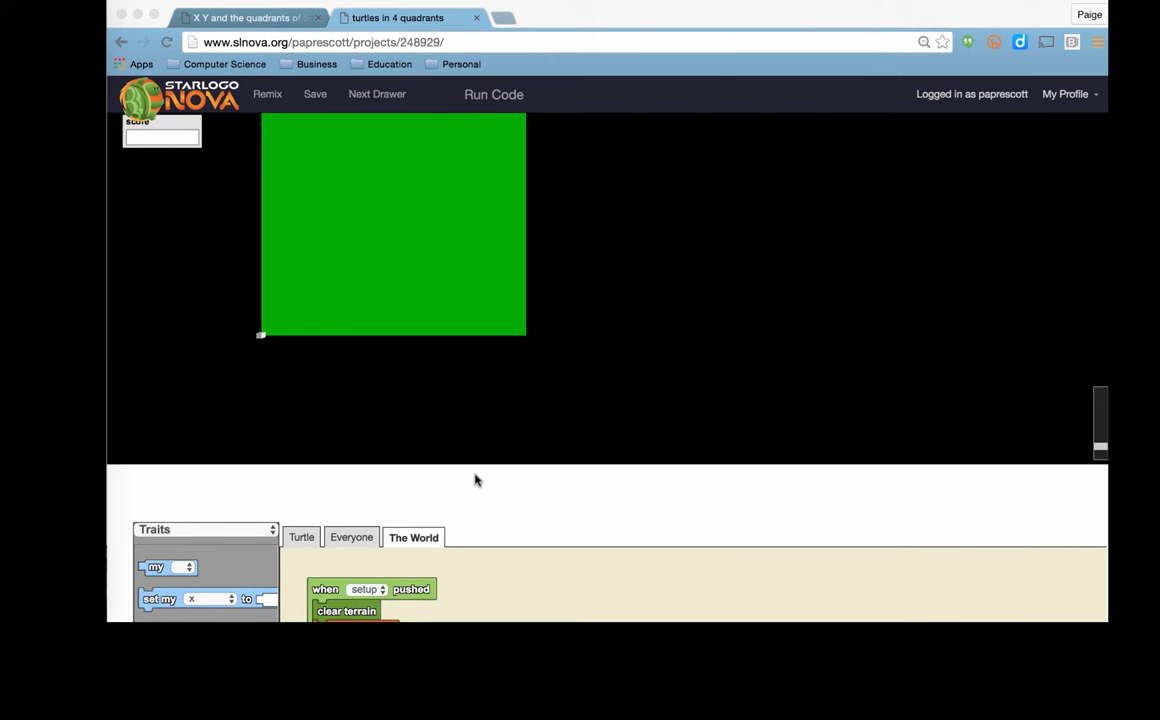 X Y and the quadrants of S
turtles in 4 quadrants
Paige
www.slnova.org/paprescott/projects/248929/
Apps
Computer Science
Business
Education
Personal
STARLOGO
NOVA
Remix
Save
Next Drawer
Run Code
Logged in as paprescott
My Profile
score
Traits
Turtle
Everyone
The World
my
set my x to
when setup pushed
clear terrain